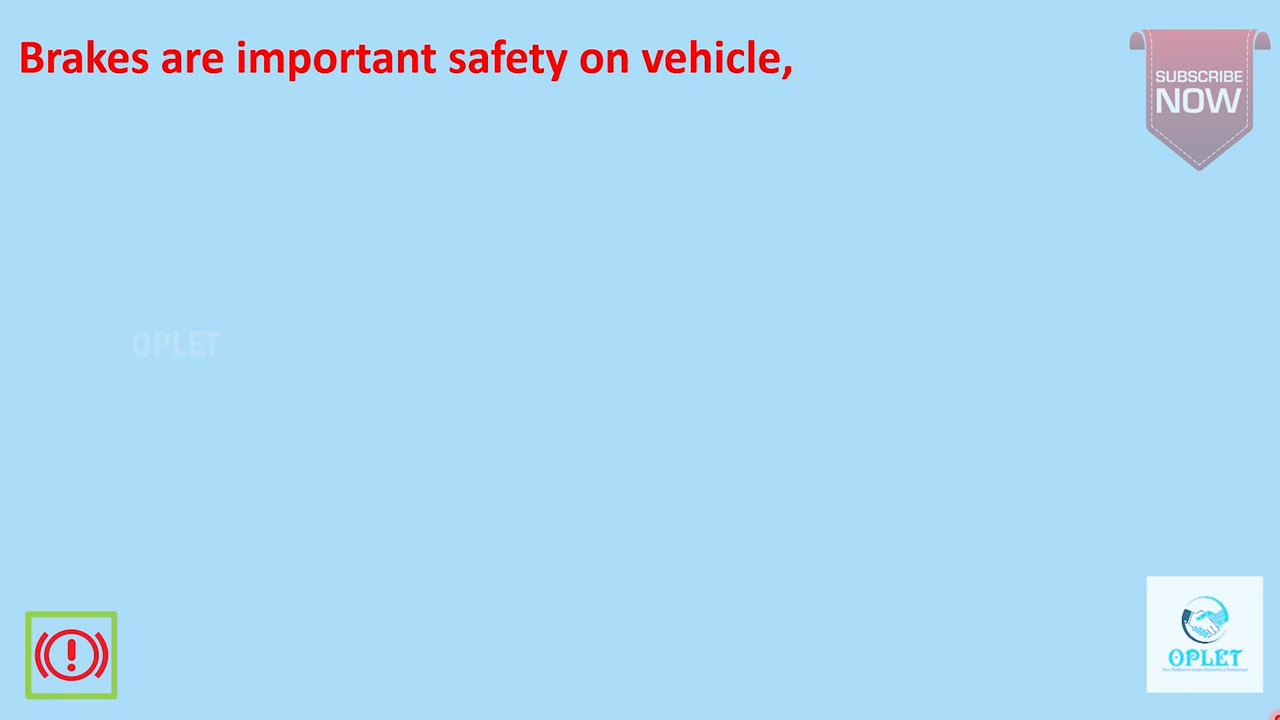 Brakes are important safety on vehicle,
SUBSCRIBE
NOW
OPLET
OPLET